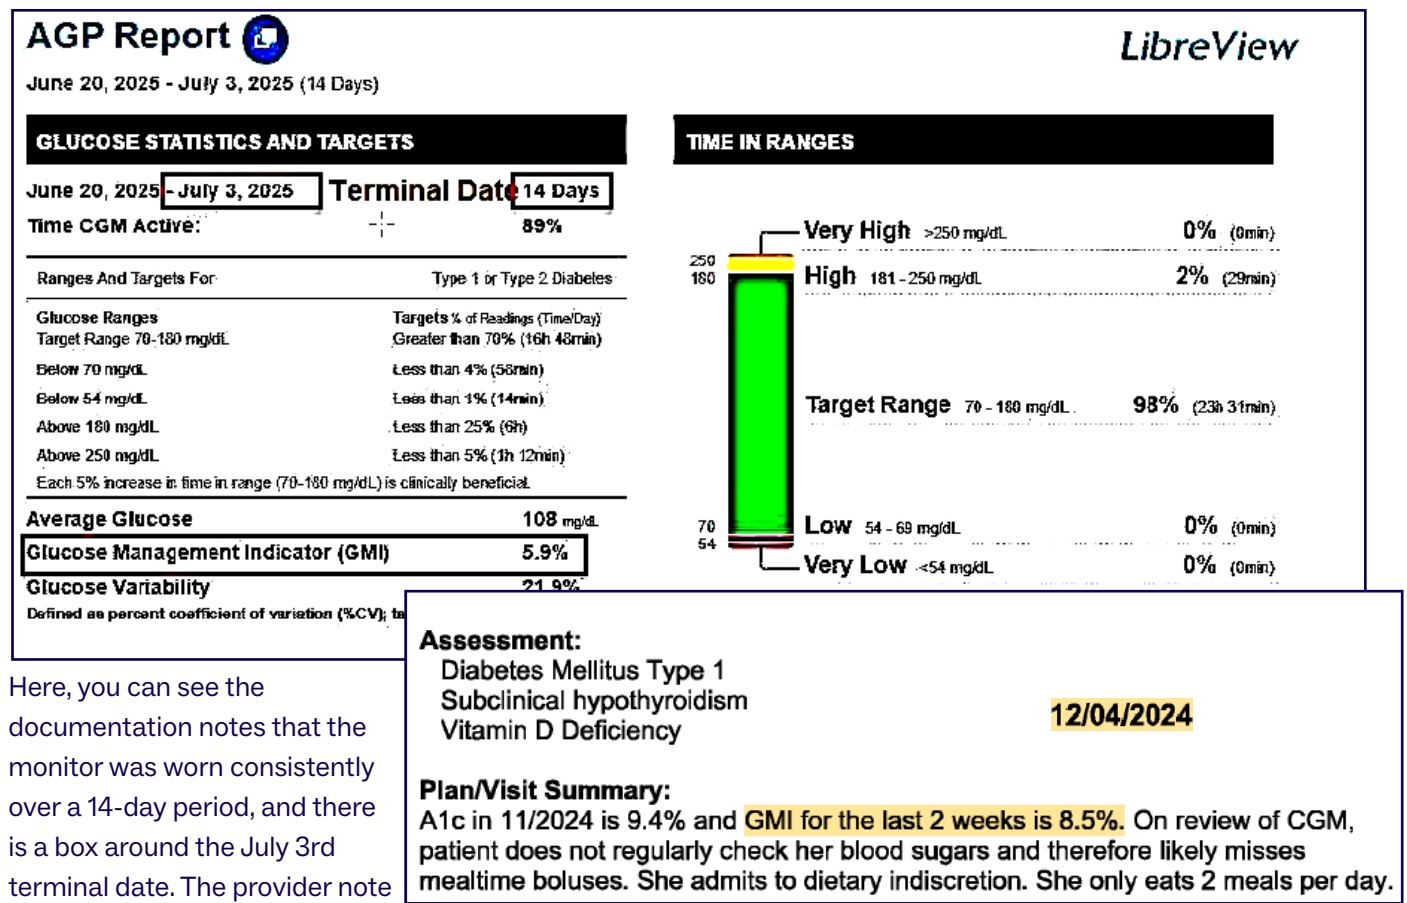 AGP Report
LibreView
June 20, 2025 - July 3, 2025 (14 Days)
GLUCOSE STATISTICS AND TARGETS
June 20, 2025 - July 3, 2025 Terminal Date 14 Days
Time CGM Active: 89%
Ranges And Targets For Type 1 or Type 2 Diabetes
Glucose Ranges Targets % of Readings (Time/Day)
Target Range 70-180 mg/dL Greater than 70% (16h 48min)
Below 70 mg/dL Less than 4% (58min)
Below 54 mg/dL Less than 1% (14min)
Above 180 mg/dL Less than 25% (6h)
Above 250 mg/dL Less than 5% (1h 12min)
Each 5% increase in time in range (70-180 mg/dL) is clinically beneficial.
Average Glucose 108 mg/dL
Glucose Management Indicator (GMI) 5.9%
Glucose Variability 21.9%
Defined as percent coefficient of variation (%CV);
TIME IN RANGES
Very High >250 mg/dL 0% (0min)
250
180
High 181 - 250 mg/dL 2% (29min)
Target Range 70 - 180 mg/dL 98% (23h 31min)
70
54
Low 54 - 69 mg/dL 0% (0min)
Very Low <54 mg/dL 0% (0min)
Here, you can see the
documentation notes that the
monitor was worn consistently
over a 14-day period, and there
is a box around the July 3rd
terminal date. The provider note
Assessment:
Diabetes Mellitus Type 1
Subclinical hypothyroidism
Vitamin D Deficiency
12/04/2024
Plan/Visit Summary:
A1c in 11/2024 is 9.4% and GMI for the last 2 weeks is 8.5%. On review of CGM,
patient does not regularly check her blood sugars and therefore likely misses
mealtime boluses. She admits to dietary indiscretion. She only eats 2 meals per day.